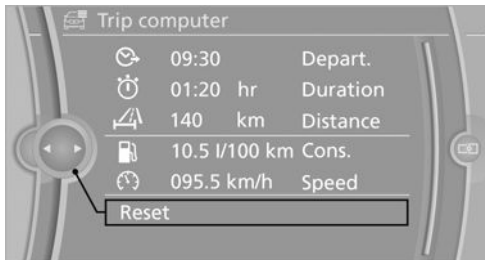 Trip computer
09:30 Depart.
01:20 hr Duration
140 km Distance
10.5 l/100 km Cons.
095.5 km/h Speed
Reset